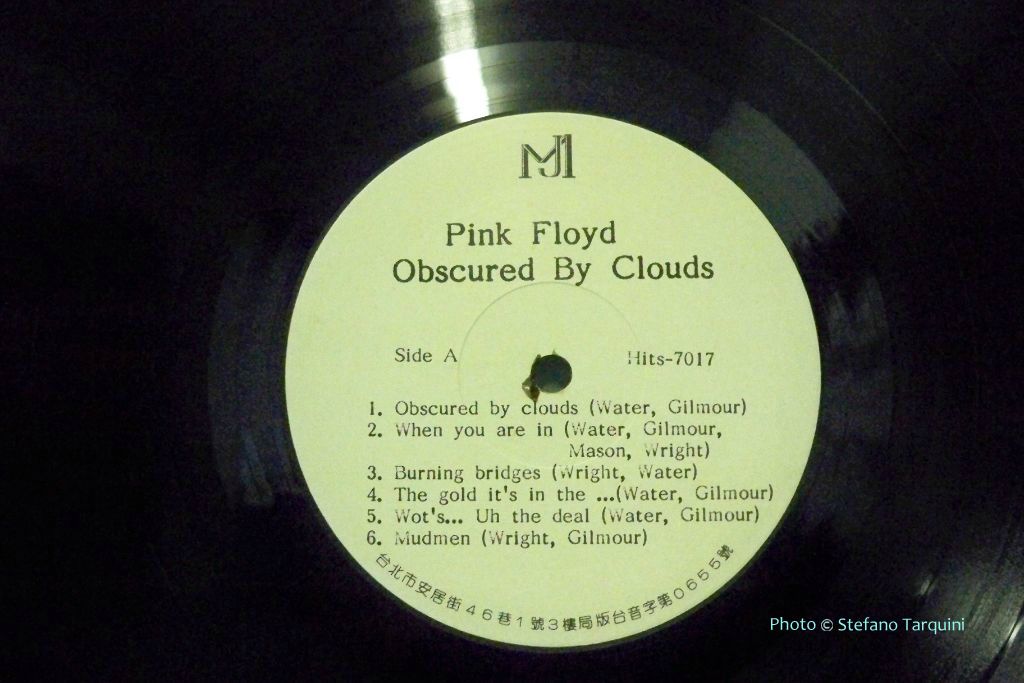 MJ1
Pink Floyd
Obscured By Clouds
Side A
Hits-7017
1. Obscured by clouds (Water, Gilmour)
2. When you are in (Water, Gilmour,
Mason, Wright)
3. Burning bridges (Wright, Water)
4. The gold it's in the ...(Water, Gilmour)
5. Wot's... Uh the deal (Water, Gilmour)
6. Mudmen (Wright, Gilmour)
台北市安居街46巷1號3樓局版台音字第0655號
Photo © Stefano Tarquini